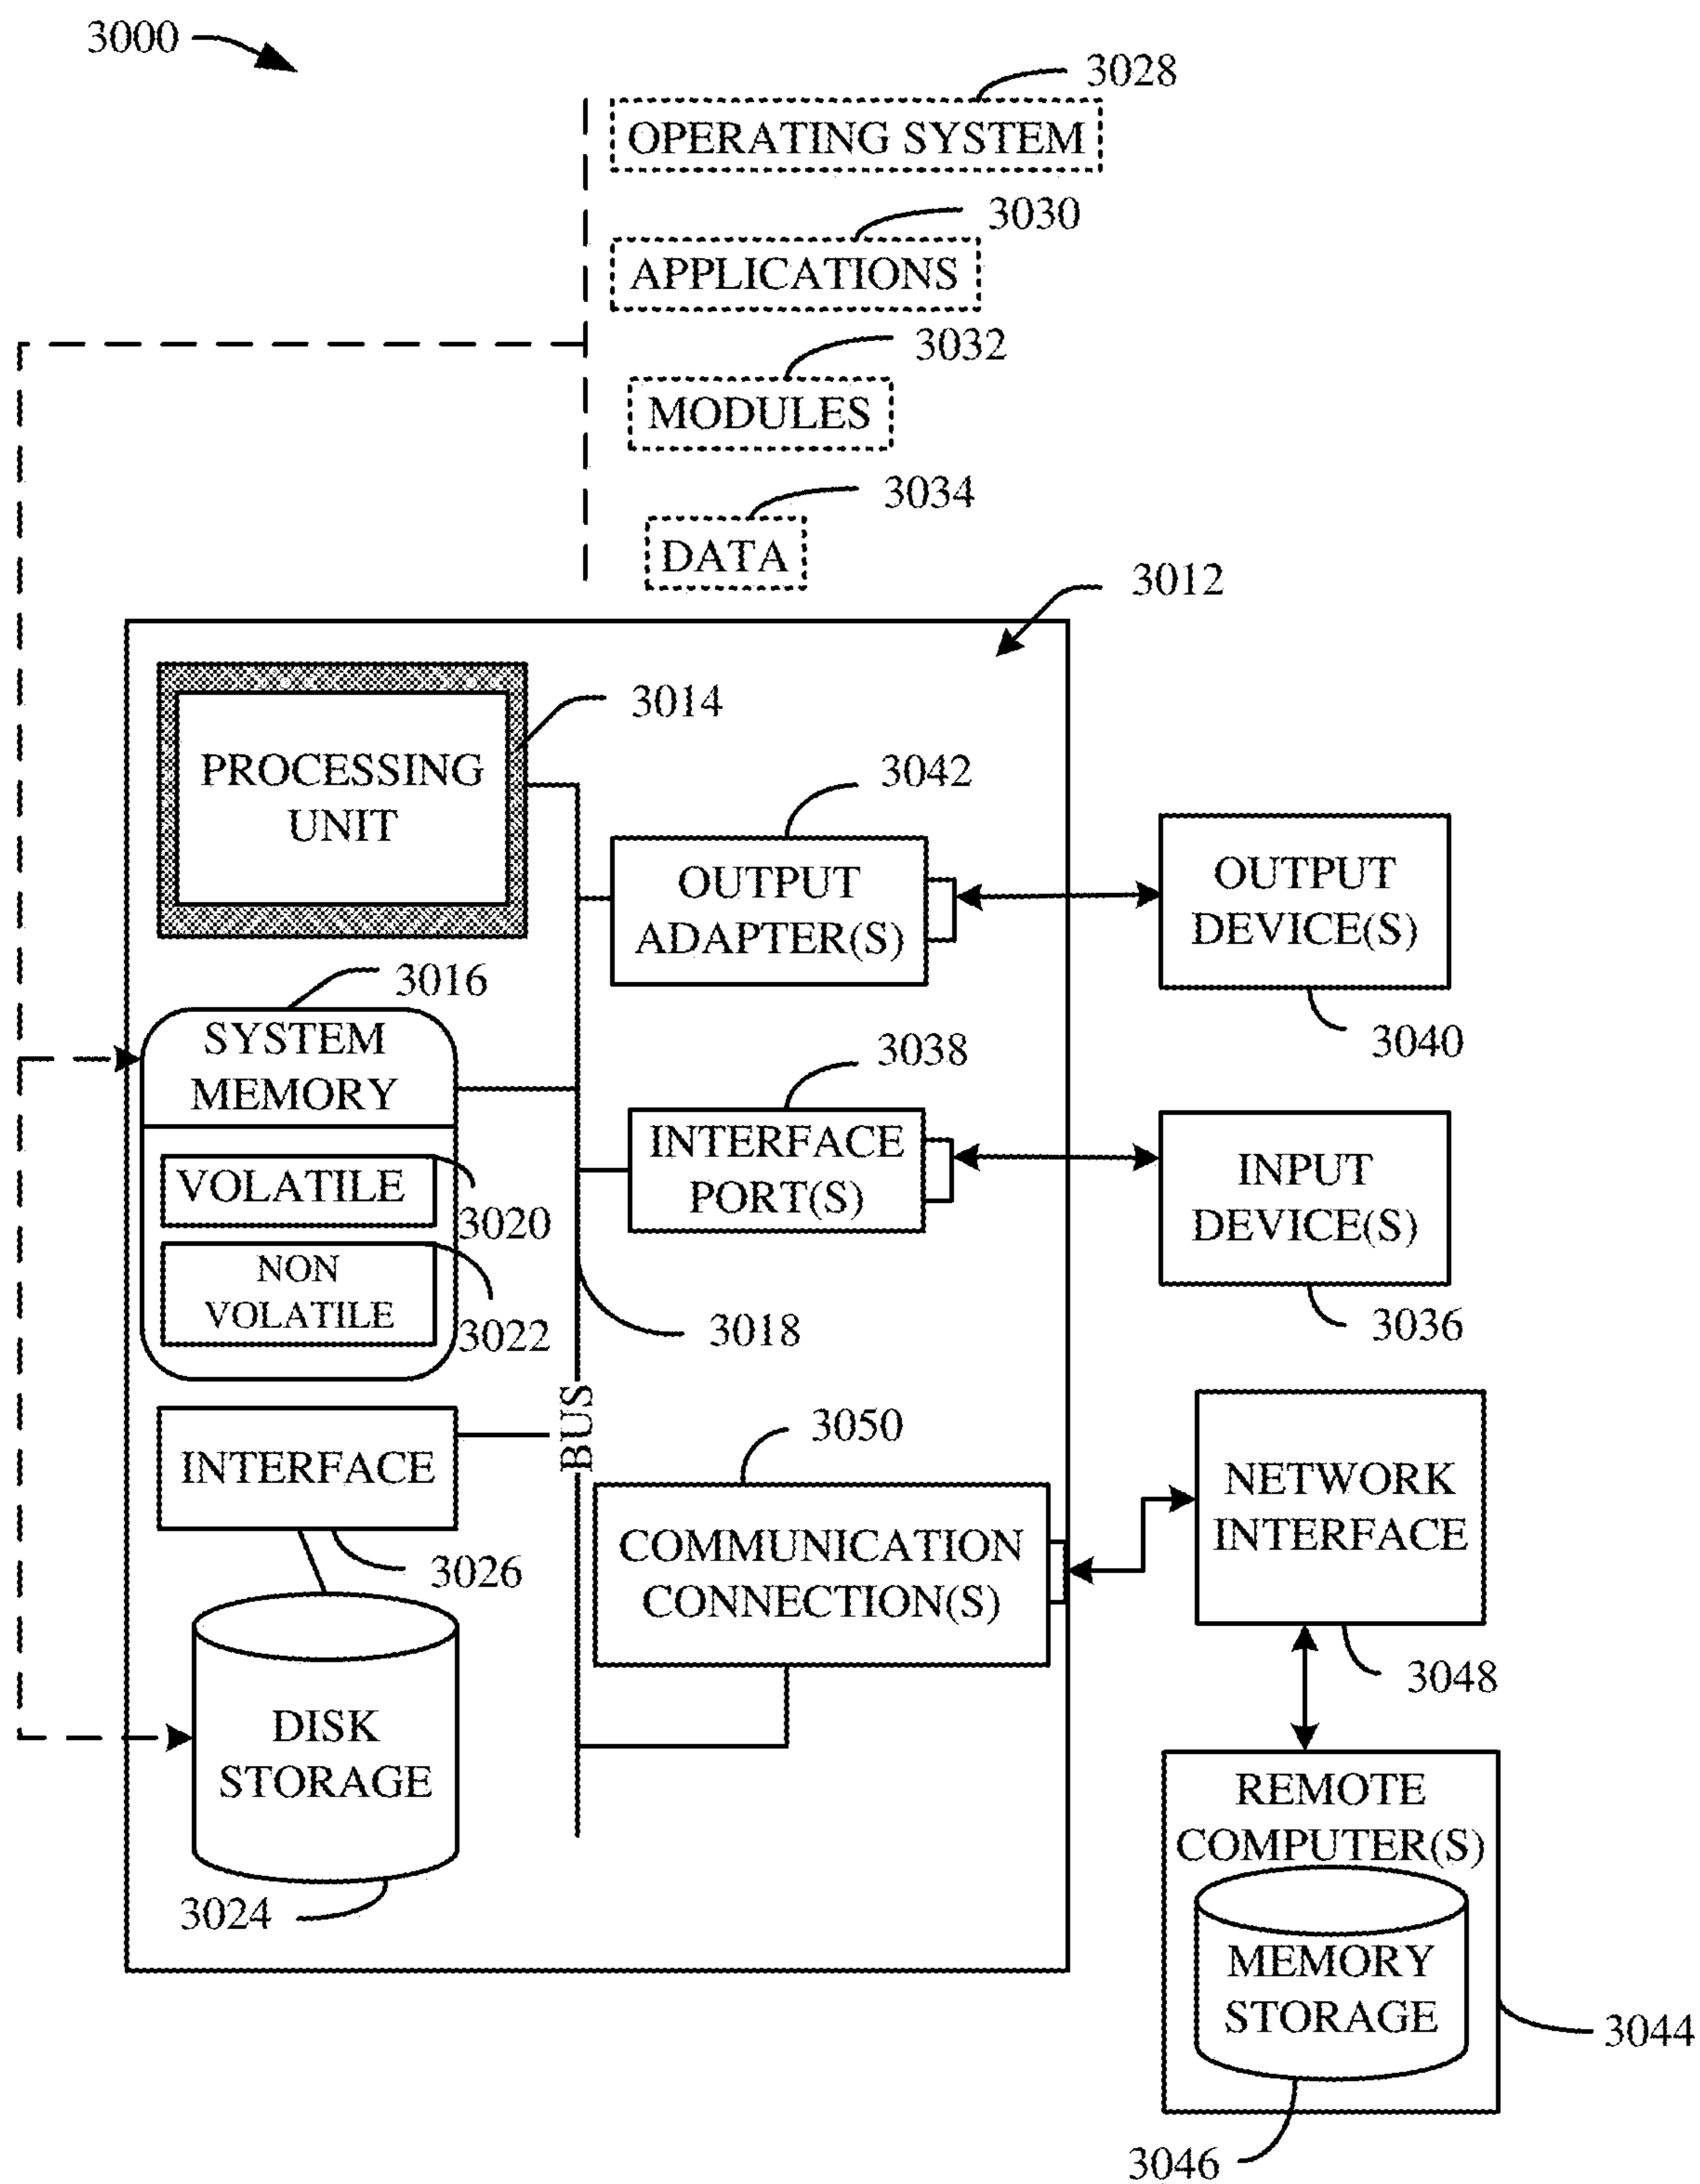 3000
3028
OPERATING SYSTEM
3030
APPLICATIONS
3032
MODULES
3034
DATA
3012
PROCESSING
UNIT
3014
3042
OUTPUT
ADAPTER(S)
OUTPUT
DEVICE(S)
3040
3016
SYSTEM
MEMORY
VOLATILE
3020
NON
VOLATILE
3022
3038
INTERFACE
PORT(S)
INPUT
DEVICE(S)
3036
3018
BUS
INTERFACE
3026
3050
COMMUNICATION
CONNECTION(S)
NETWORK
INTERFACE
3048
DISK
STORAGE
3024
REMOTE
COMPUTER(S)
MEMORY
STORAGE
3044
3046